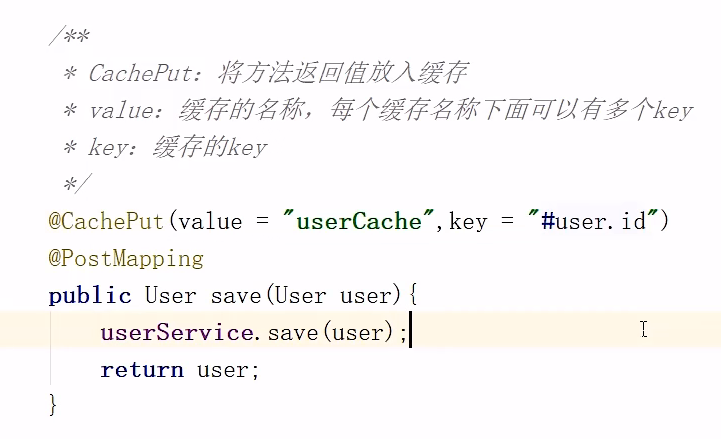 /**
 * CachePut：将方法返回值放入缓存
 * value：缓存的名称，每个缓存名称下面可以有多个key
 * key：缓存的key
 */
@CachePut(value = "userCache",key = "#user.id")
@PostMapping
public User save(User user){
    userService.save(user);
    return user;
}